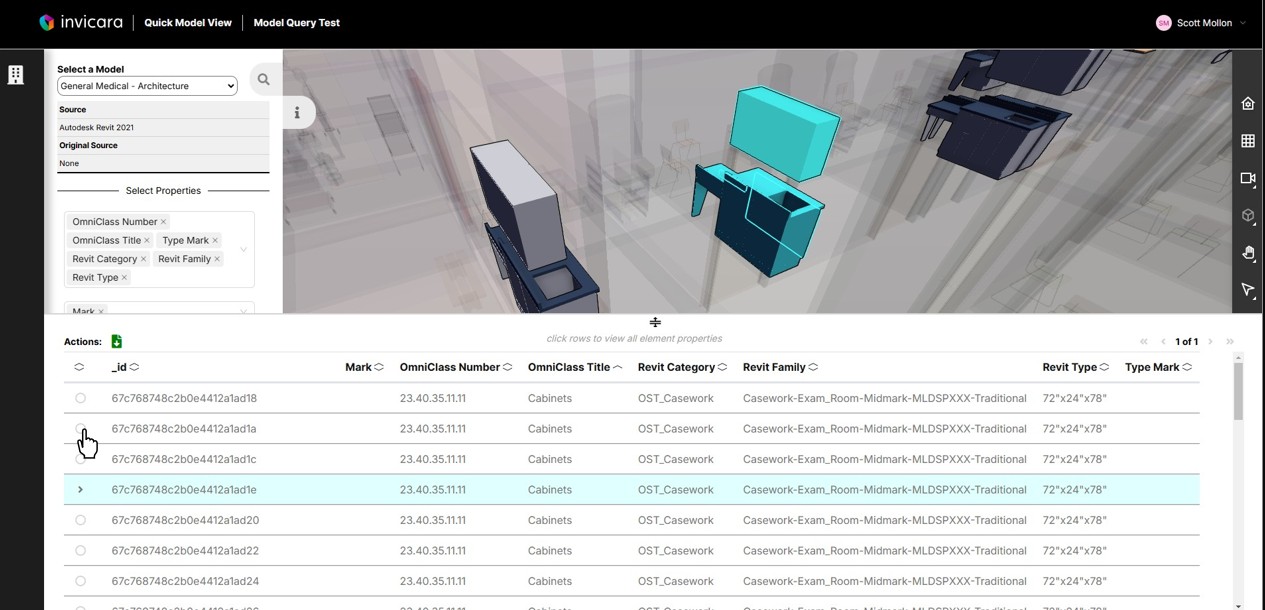 invicara Quick Model View Model Query Test SM Scott Mollon
Select a Model
General Medical - Architecture
Source
Autodesk Revit 2021
Original Source
None
Select Properties
OmniClass Number ×
OmniClass Title × Type Mark ×
Revit Category × Revit Family ×
Revit Type ×
Mark ×
click rows to view all element properties
Actions: « ‹ 1 of 1 › »
_id Mark OmniClass Number OmniClass Title Revit Category Revit Family Revit Type Type Mark
67c768748c2b0e4412a1ad18 23.40.35.11.11 Cabinets OST_Casework Casework-Exam_Room-Midmark-MLDSPXXX-Traditional 72"x24"x78"
67c768748c2b0e4412a1ad1a 23.40.35.11.11 Cabinets OST_Casework Casework-Exam_Room-Midmark-MLDSPXXX-Traditional 72"x24"x78"
67c768748c2b0e4412a1ad1c 23.40.35.11.11 Cabinets OST_Casework Casework-Exam_Room-Midmark-MLDSPXXX-Traditional 72"x24"x78"
67c768748c2b0e4412a1ad1e 23.40.35.11.11 Cabinets OST_Casework Casework-Exam_Room-Midmark-MLDSPXXX-Traditional 72"x24"x78"
67c768748c2b0e4412a1ad20 23.40.35.11.11 Cabinets OST_Casework Casework-Exam_Room-Midmark-MLDSPXXX-Traditional 72"x24"x78"
67c768748c2b0e4412a1ad22 23.40.35.11.11 Cabinets OST_Casework Casework-Exam_Room-Midmark-MLDSPXXX-Traditional 72"x24"x78"
67c768748c2b0e4412a1ad24 23.40.35.11.11 Cabinets OST_Casework Casework-Exam_Room-Midmark-MLDSPXXX-Traditional 72"x24"x78"